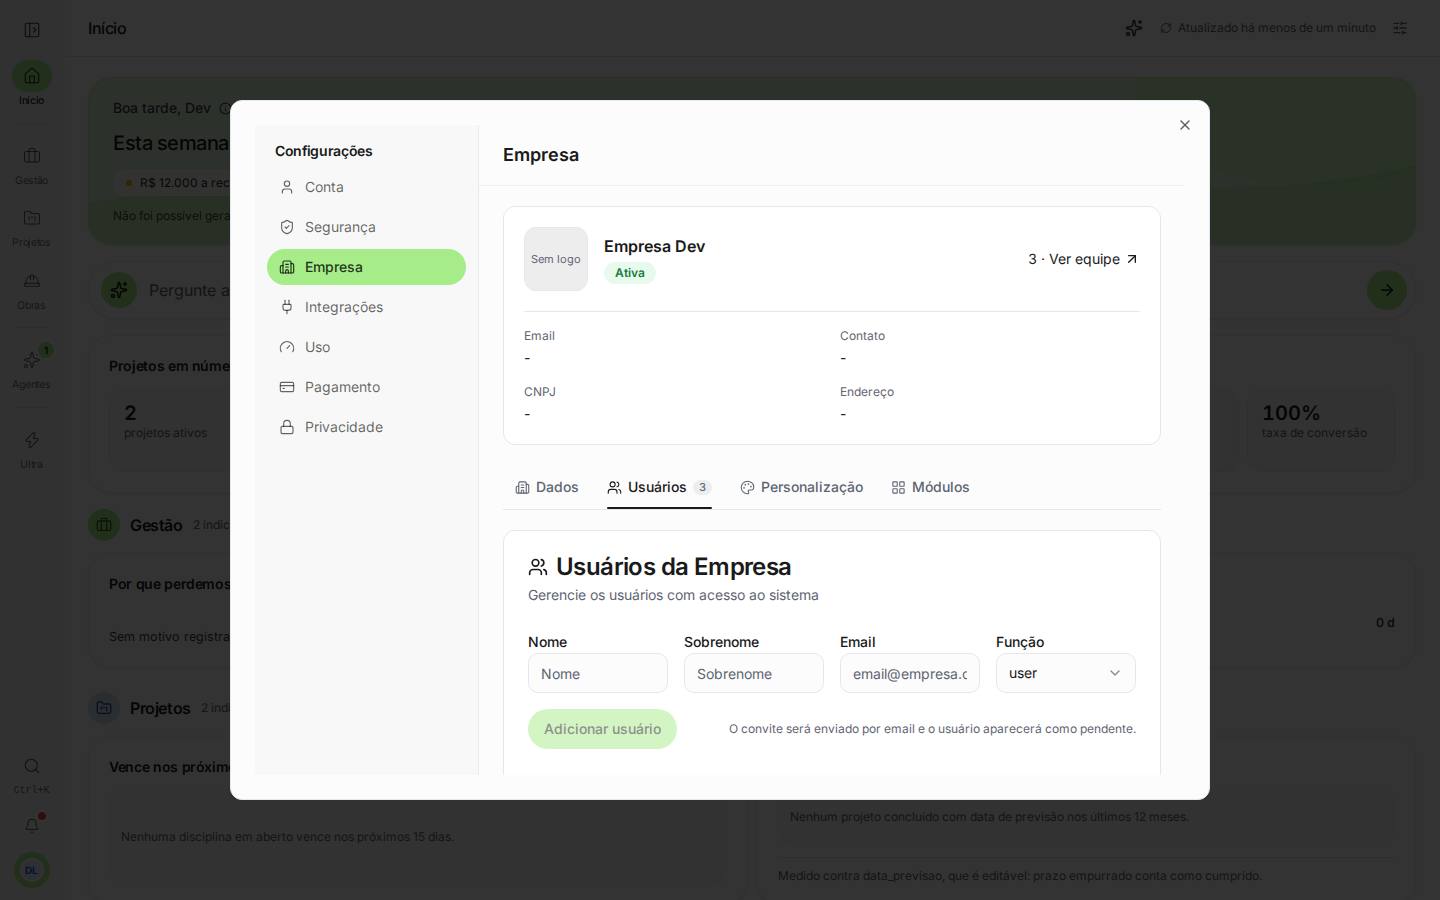 Início
Atualizado há menos de um minuto
Início
Gestão
Projetos
Obras
Agentes
1
Ultra
Ctrl+K
DL
Boa tarde, Dev
Esta semana
R$ 12.000 a rec
Não foi possível gera
Pergunte a
Projetos em núme
2
projetos ativos
100%
taxa de conversão
Gestão
2 indic
Por que perdemos
Sem motivo registra
0 d
Projetos
2 indi
Vence nos próxim
Nenhuma disciplina em aberto vence nos próximos 15 dias.
Nenhum projeto concluído com data de previsão nos últimos 12 meses.
Medido contra data_previsao, que é editável: prazo empurrado conta como cumprido.
Configurações
Conta
Segurança
Empresa
Integrações
Uso
Pagamento
Privacidade
Empresa
Sem logo
Empresa Dev
Ativa
3 · Ver equipe
Email
-
Contato
-
CNPJ
-
Endereço
-
Dados
Usuários 3
Personalização
Módulos
Usuários da Empresa
Gerencie os usuários com acesso ao sistema
Nome
Sobrenome
Email
Função
Nome
Sobrenome
email@empresa.c
user
Adicionar usuário
O convite será enviado por email e o usuário aparecerá como pendente.